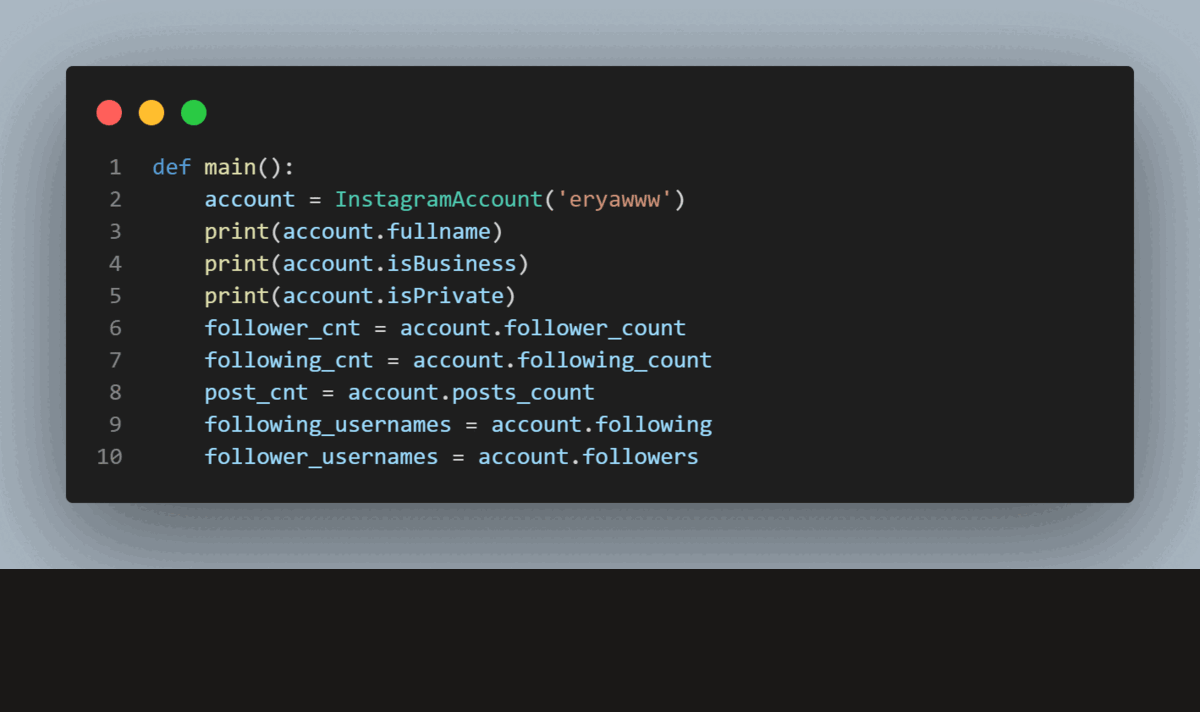 1 def main():
2     account = InstagramAccount('eryawww')
3     print(account.fullname)
4     print(account.isBusiness)
5     print(account.isPrivate)
6     follower_cnt = account.follower_count
7     following_cnt = account.following_count
8     post_cnt = account.posts_count
9     following_usernames = account.following
10     follower_usernames = account.followers